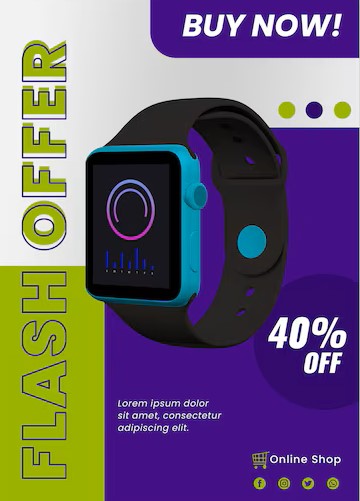 BUY NOW!
FLASH OFFER
40%
OFF
Lorem ipsum dolor
sit amet, consectetur
adipiscing elit.
Online Shop